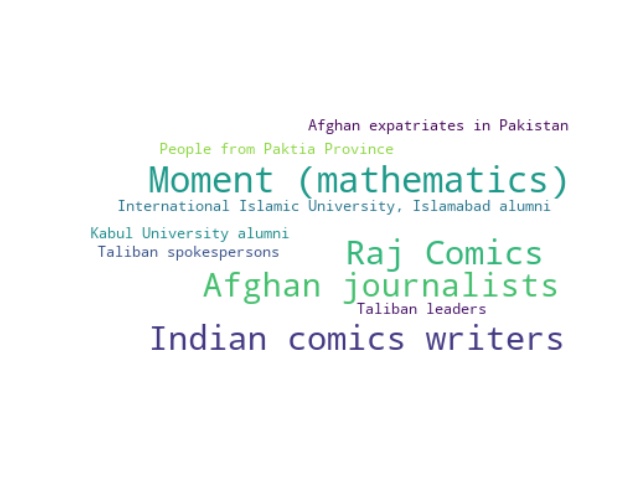 Afghan expatriates in Pakistan
People from Paktia Province
Moment (mathematics)
International Islamic University, Islamabad alumni
Kabul University alumni
Taliban spokespersons
Raj Comics
Afghan journalists
Taliban leaders
Indian comics writers